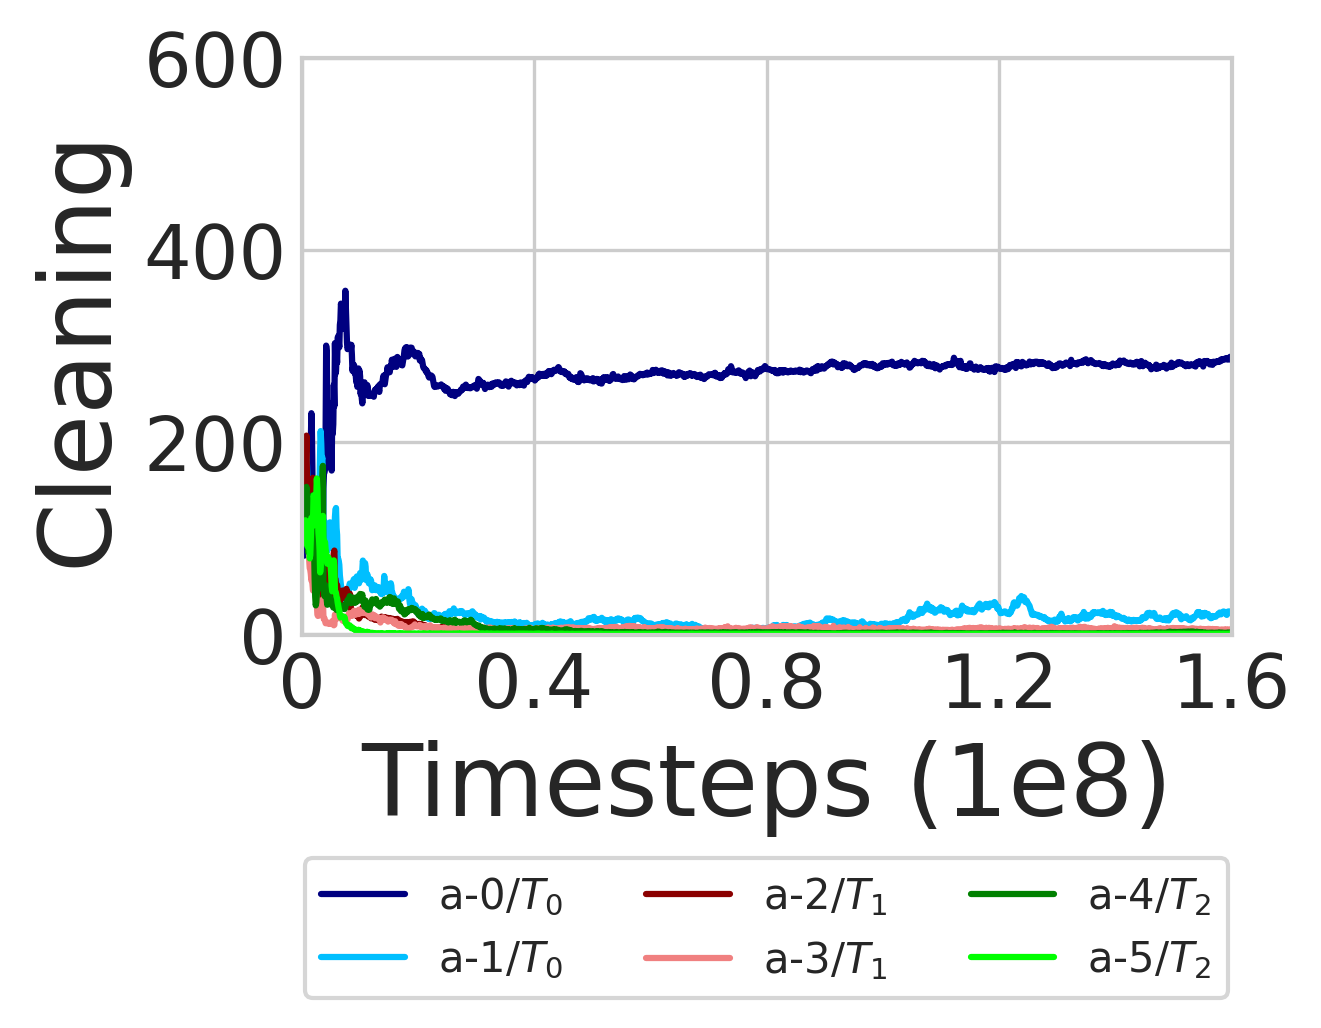 600
400
200
0
Cleaning
0 0.4 0.8 1.2 1.6
Timesteps (1e8)
a-0/T₀ a-2/T₁ a-4/T₂
a-1/T₀ a-3/T₁ a-5/T₂